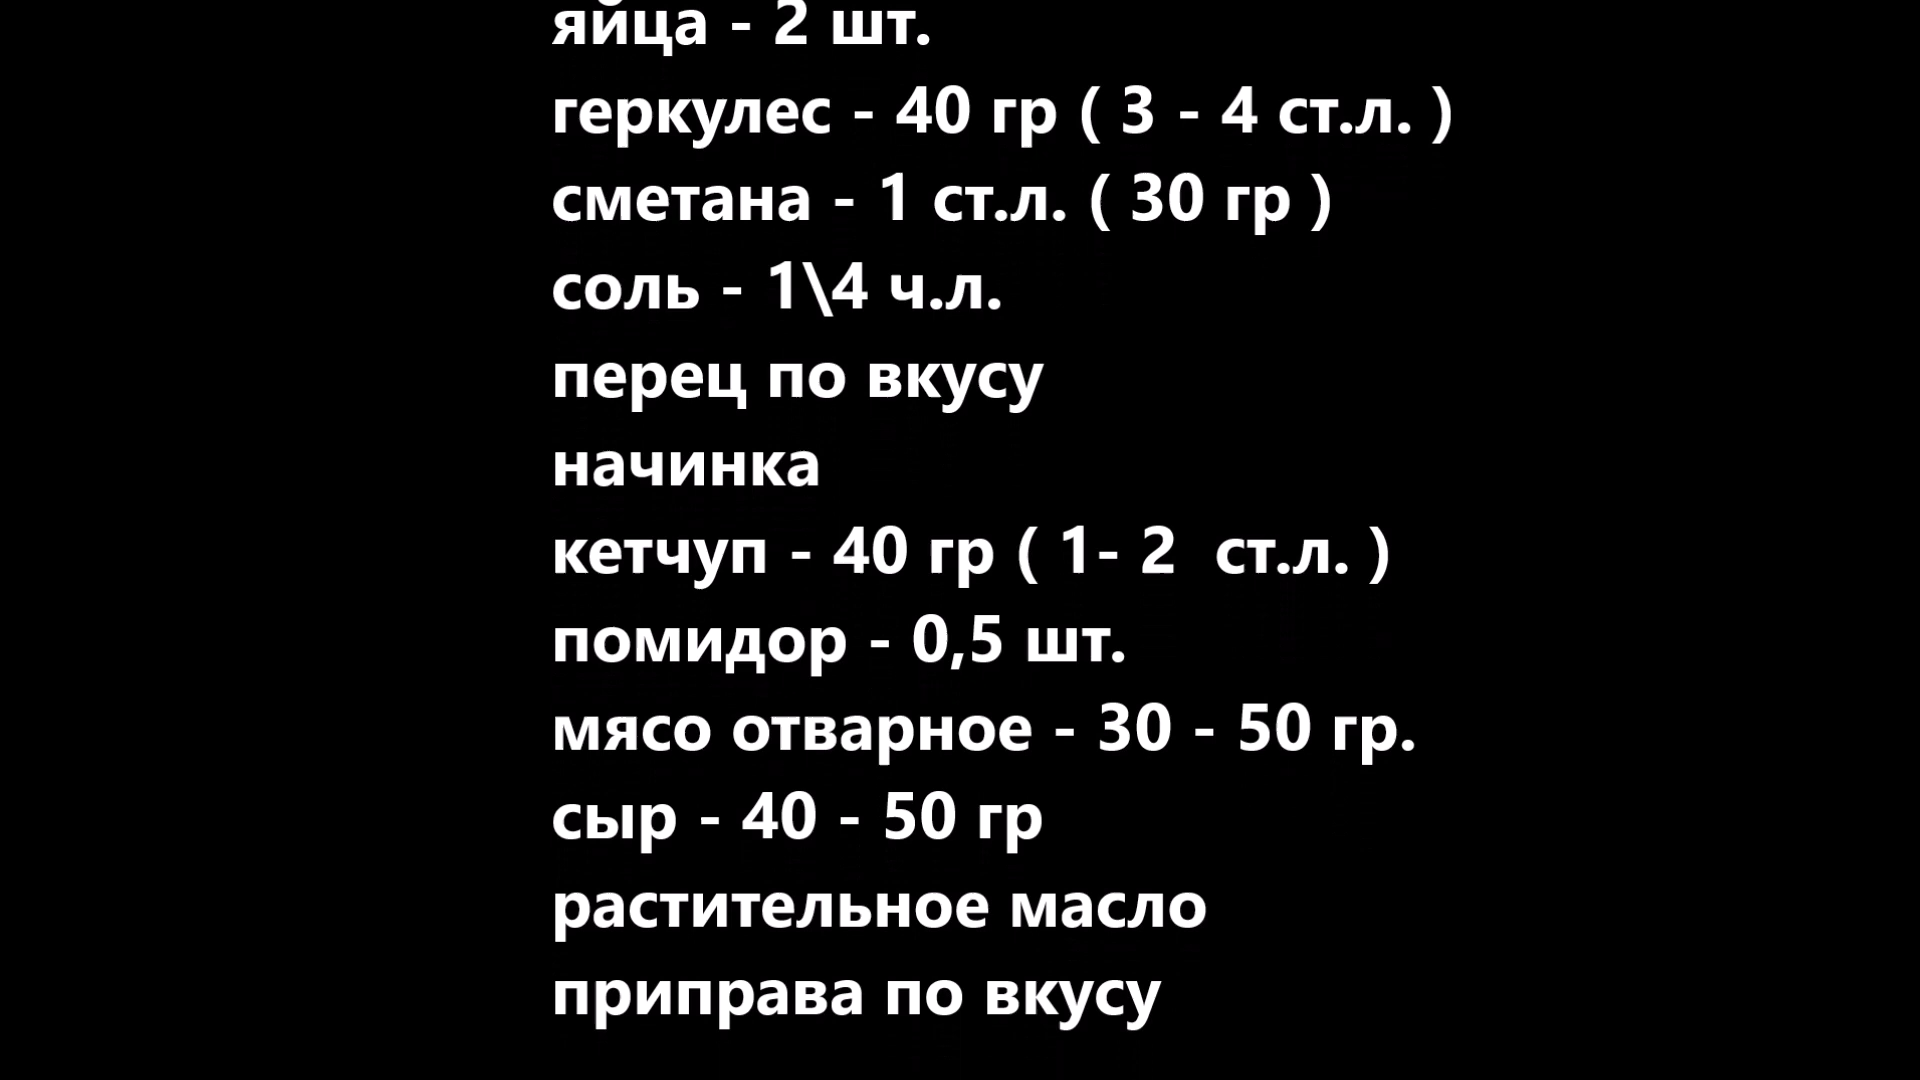 яйца - 2 шт.
геркулес - 40 гр ( 3 - 4 ст.л. )
сметана - 1 ст.л. ( 30 гр )
соль - 1\4 ч.л.
перец по вкусу
начинка
кетчуп - 40 гр ( 1- 2  ст.л. )
помидор - 0,5 шт.
мясо отварное - 30 - 50 гр.
сыр - 40 - 50 гр
растительное масло
приправа по вкусу